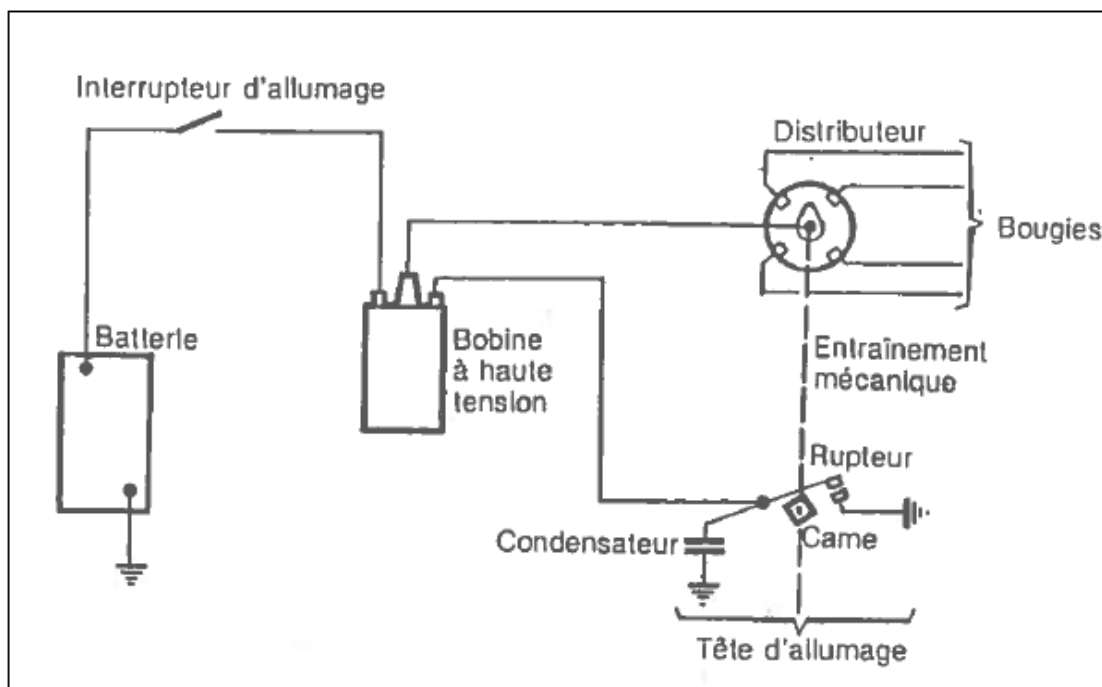 Interrupteur d'allumage
Distributeur
Bougies
Batterie
Bobine
à haute
tension
Entraînement
mécanique
Rupteur
Condensateur
Came
Tête d'allumage